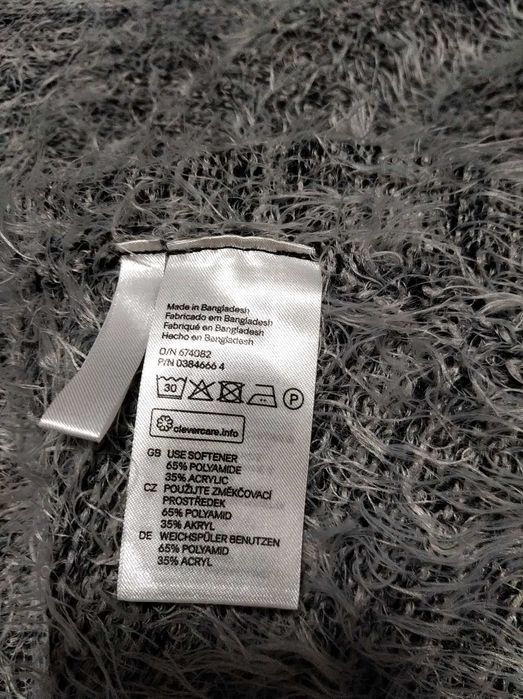 Made in Bangladesh
Fabricado em Bangladesh
Fabriqué en Bangladesh
Hecho en Bangladesh
O/N 674082
P/N 0384666 4
30 P
clevercare.info
GB USE SOFTENER
65% POLYAMIDE
35% ACRYLIC
CZ POUŽIJTE ZMĚKČOVACÍ
PROSTŘEDEK
65% POLYAMID
35% AKRYL
DE WEICHSPÜLER BENUTZEN
65% POLYAMID
35% ACRYL